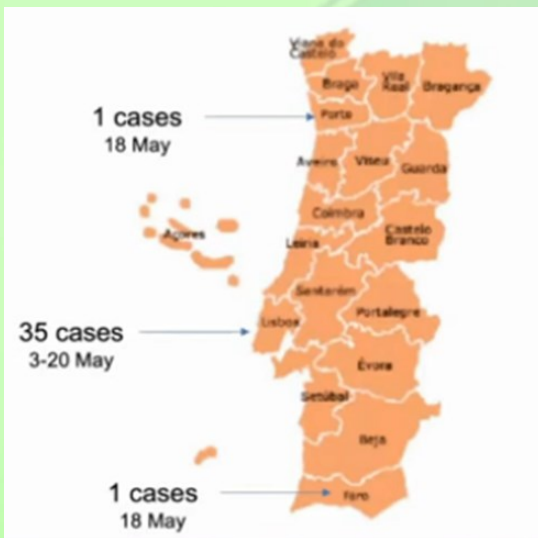 Viana do
Castelo
Braga
Vila
Real
Bragança
1 cases
18 May
Porto
Aveiro
Viseu
Guarda
Coimbra
Açores
Castelo
Branco
Leiria
Santarém
Lisboa
Portalegre
35 cases
3-20 May
Évora
Setúbal
Beja
1 cases
18 May
Faro